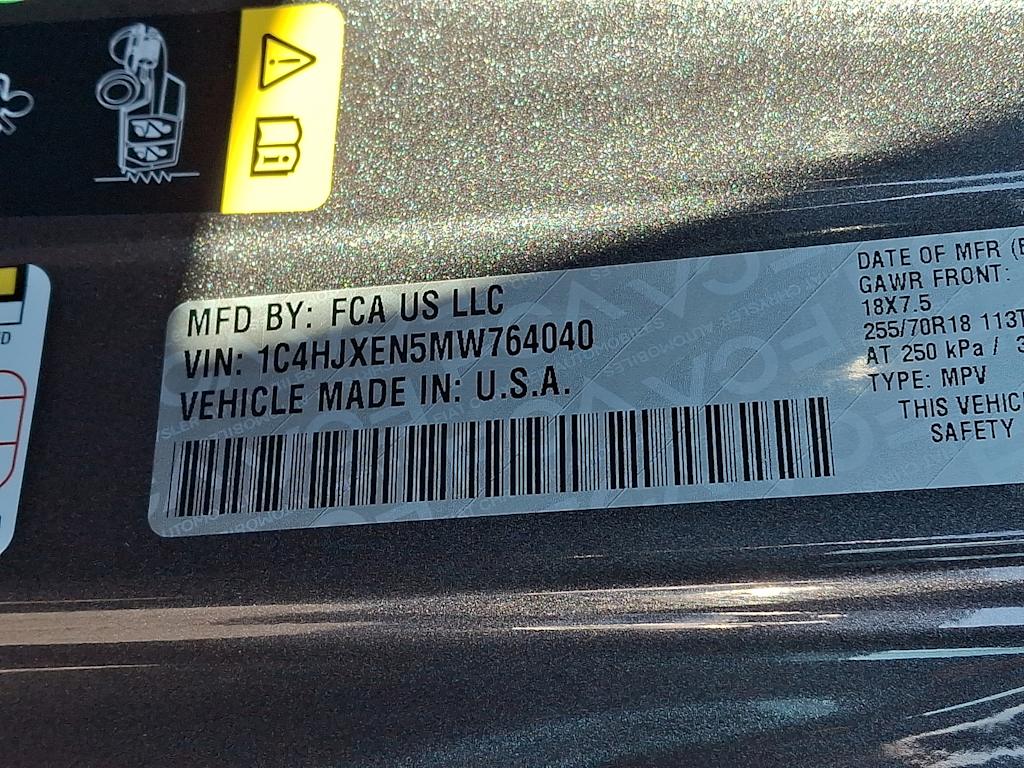 MFD BY: FCA US LLC
VIN: 1C4HJXEN5MW764040
VEHICLE MADE IN: U.S.A.
DATE OF MFR
GAWR FRONT:
18X7.5
255/70R18 113T
AT 250 kPa /
TYPE: MPV
THIS VEHIC
SAFETY